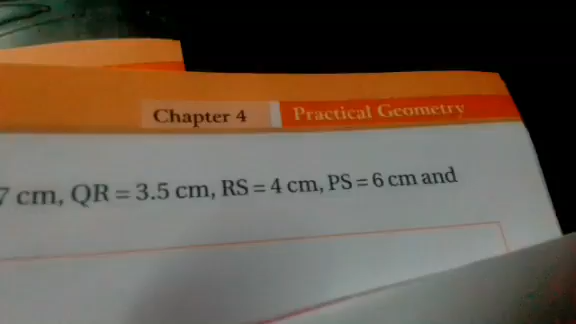 Chapter 4 Practical Geometry
7 cm, QR = 3.5 cm, RS = 4 cm, PS = 6 cm and